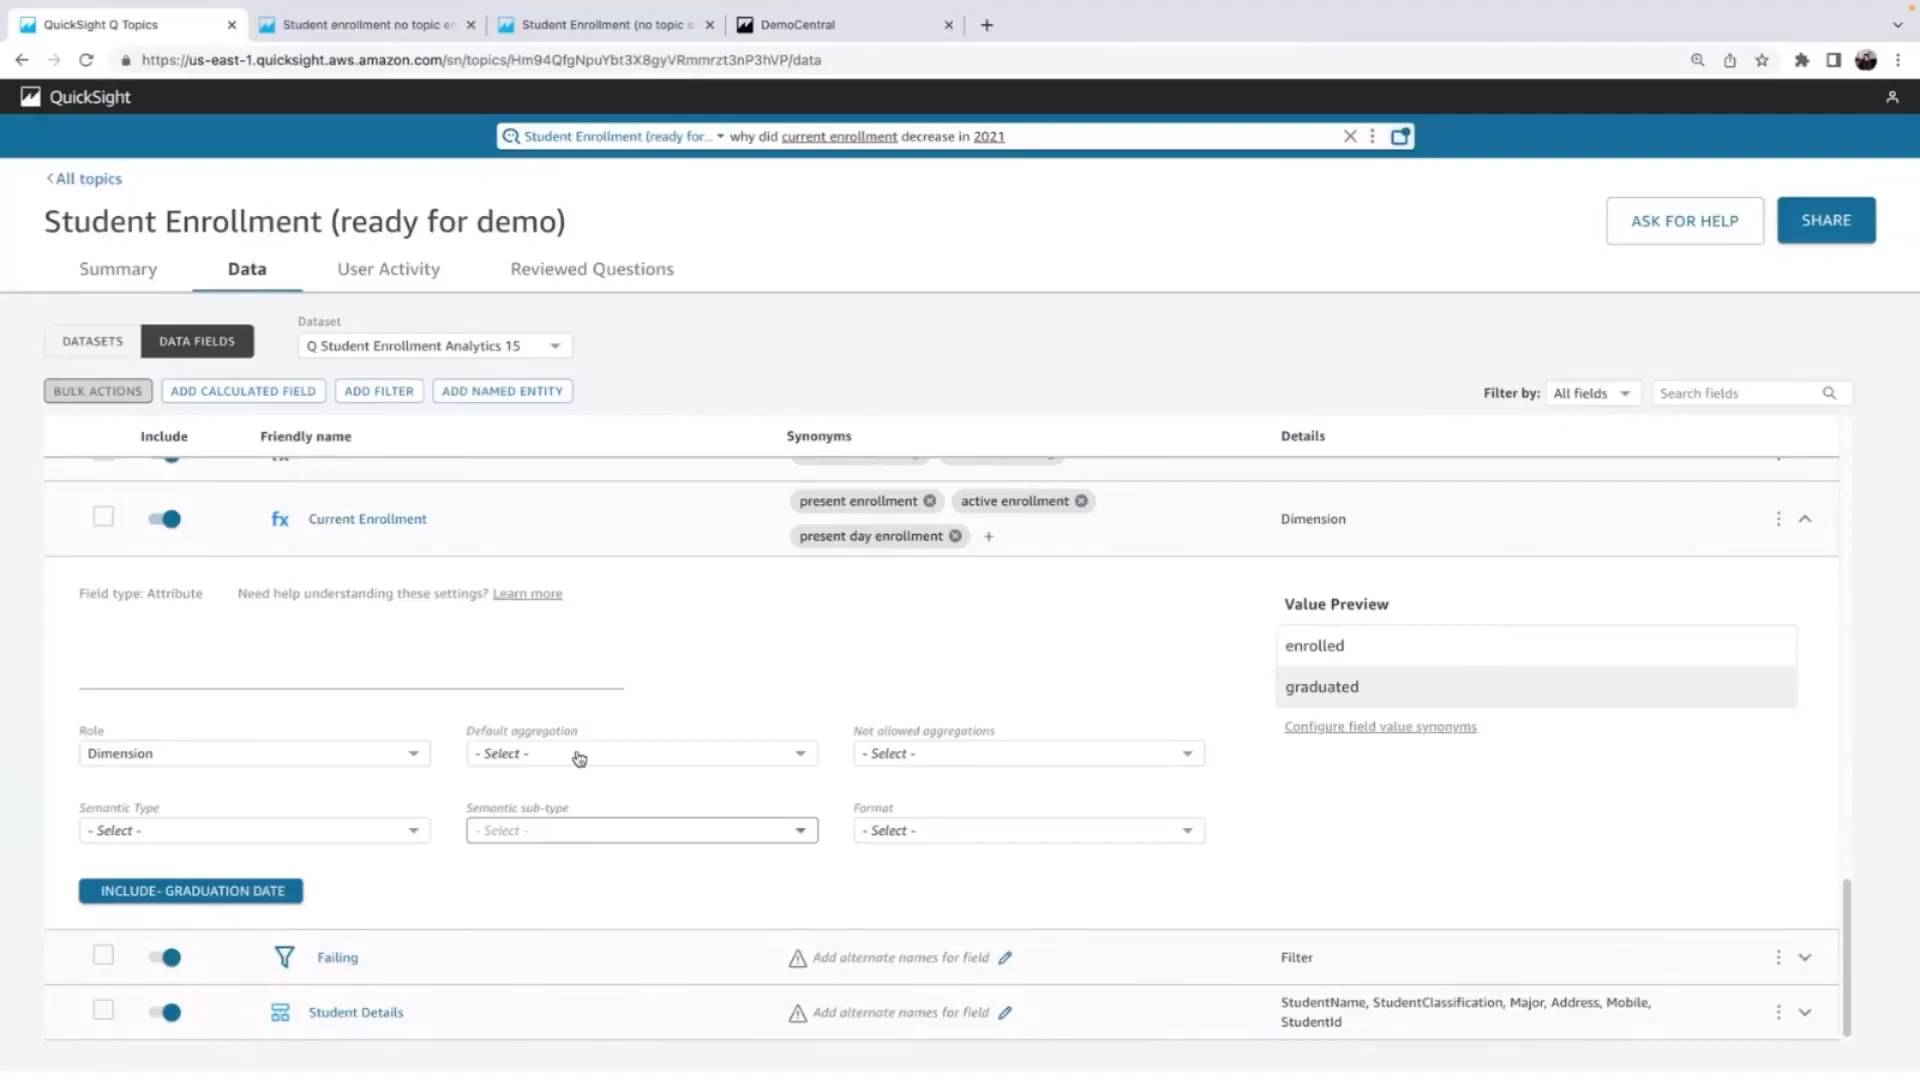 QuickSight Q Topics
Student enrollment no topic e
Student Enrollment (no topic e
DemoCentral
https://us-east-1.quicksight.aws.amazon.com/sn/topics/Hm94QfgNpuYbt3X8gyVRmmrzt3nP3hVP/data
QuickSight
Student Enrollment (ready for... why did current enrollment decrease in 2021
All topics
Student Enrollment (ready for demo)
ASK FOR HELP
SHARE
Summary
Data
User Activity
Reviewed Questions
DATASETS
DATA FIELDS
Dataset
Q Student Enrollment Analytics 15
BULK ACTIONS
ADD CALCULATED FIELD
ADD FILTER
ADD NAMED ENTITY
Filter by: All fields
Search fields
Include
Friendly name
Synonyms
Details
fx Current Enrollment
present enrollment
active enrollment
present day enrollment +
Dimension
Field type: Attribute
Need help understanding these settings? Learn more
Value Preview
enrolled
graduated
Configure field value synonyms
Role
Dimension
Default aggregation
- Select -
Not allowed aggregations
- Select -
Semantic Type
- Select -
Semantic sub-type
- Select -
Format
- Select -
INCLUDE- GRADUATION DATE
Failing
Add alternate names for field
Filter
Student Details
Add alternate names for field
StudentName, StudentClassification, Major, Address, Mobile,
StudentId